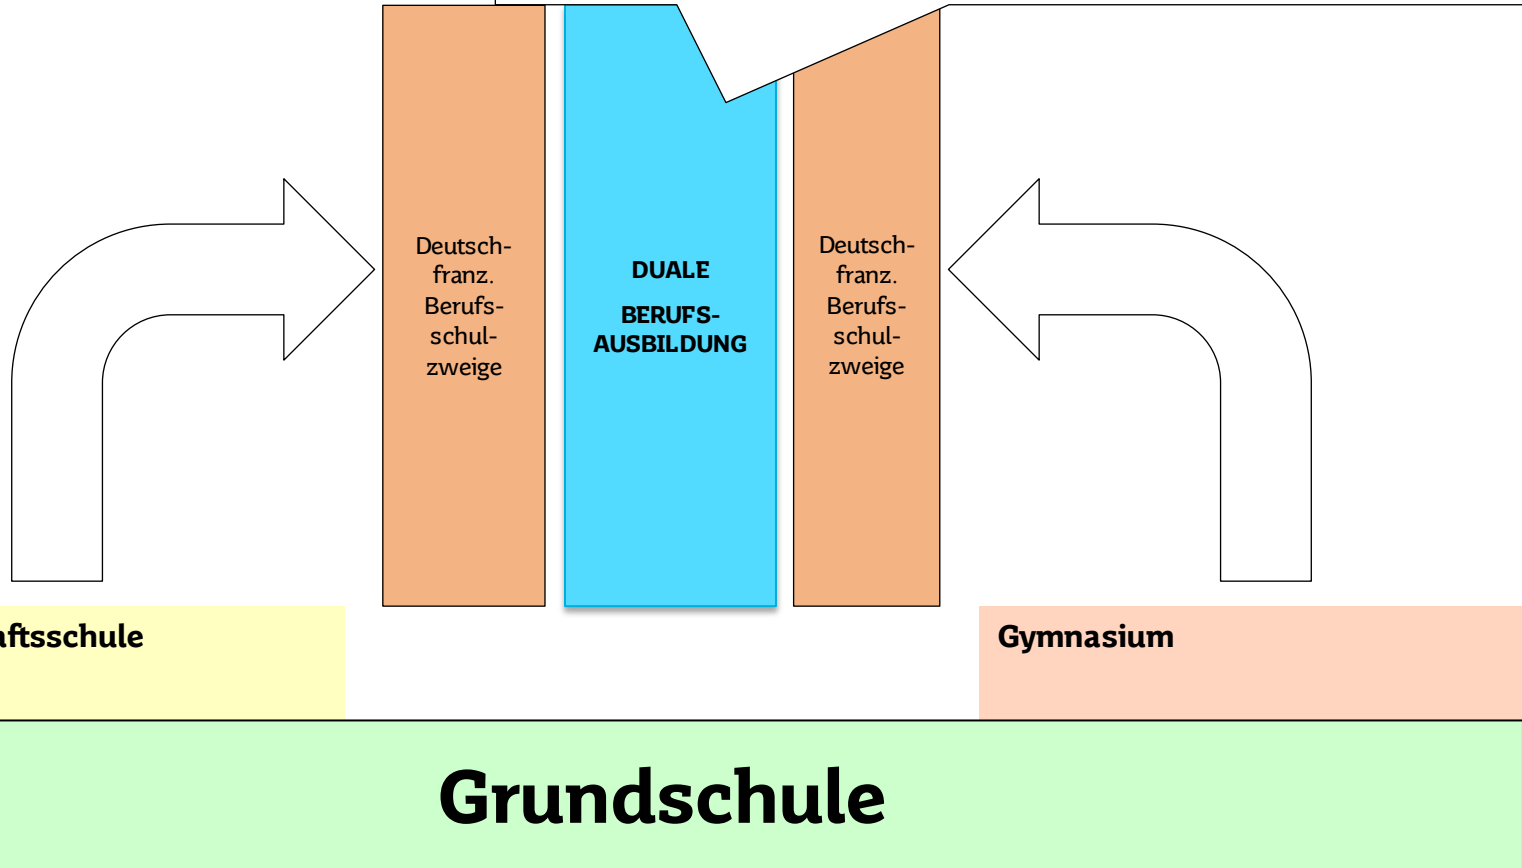 Deutsch-
franz.
Berufs-
schul-
zweige
DUALE
BERUFS-
AUSBILDUNG
Deutsch-
franz.
Berufs-
schul-
zweige
aftsschule
Gymnasium
Grundschule